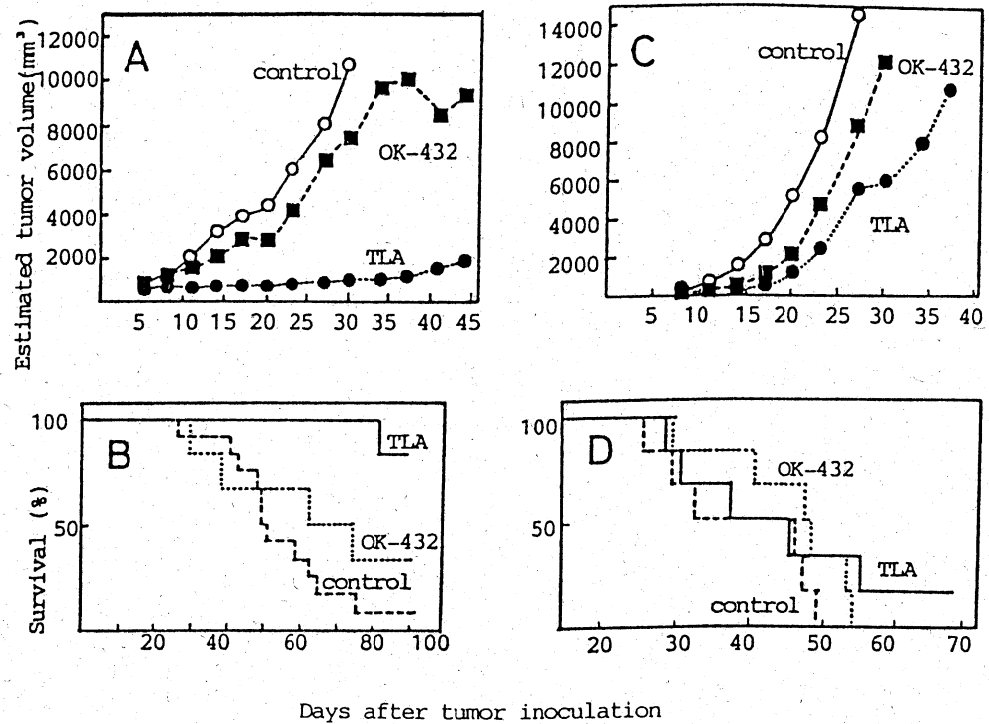 Estimated tumor volume(mm³)
A
12000
10000
8000
6000
4000
2000
control
OK-432
TLA
5 10 15 20 25 30 35 40 45
C
14000
12000
10000
8000
6000
4000
2000
control
OK-432
TLA
5 10 15 20 25 30 35 40
Survival (%)
B
100
50
TLA
OK-432
control
20 40 60 80 100
D
100
50
OK-432
TLA
control
20 30 40 50 60 70
Days after tumor inoculation